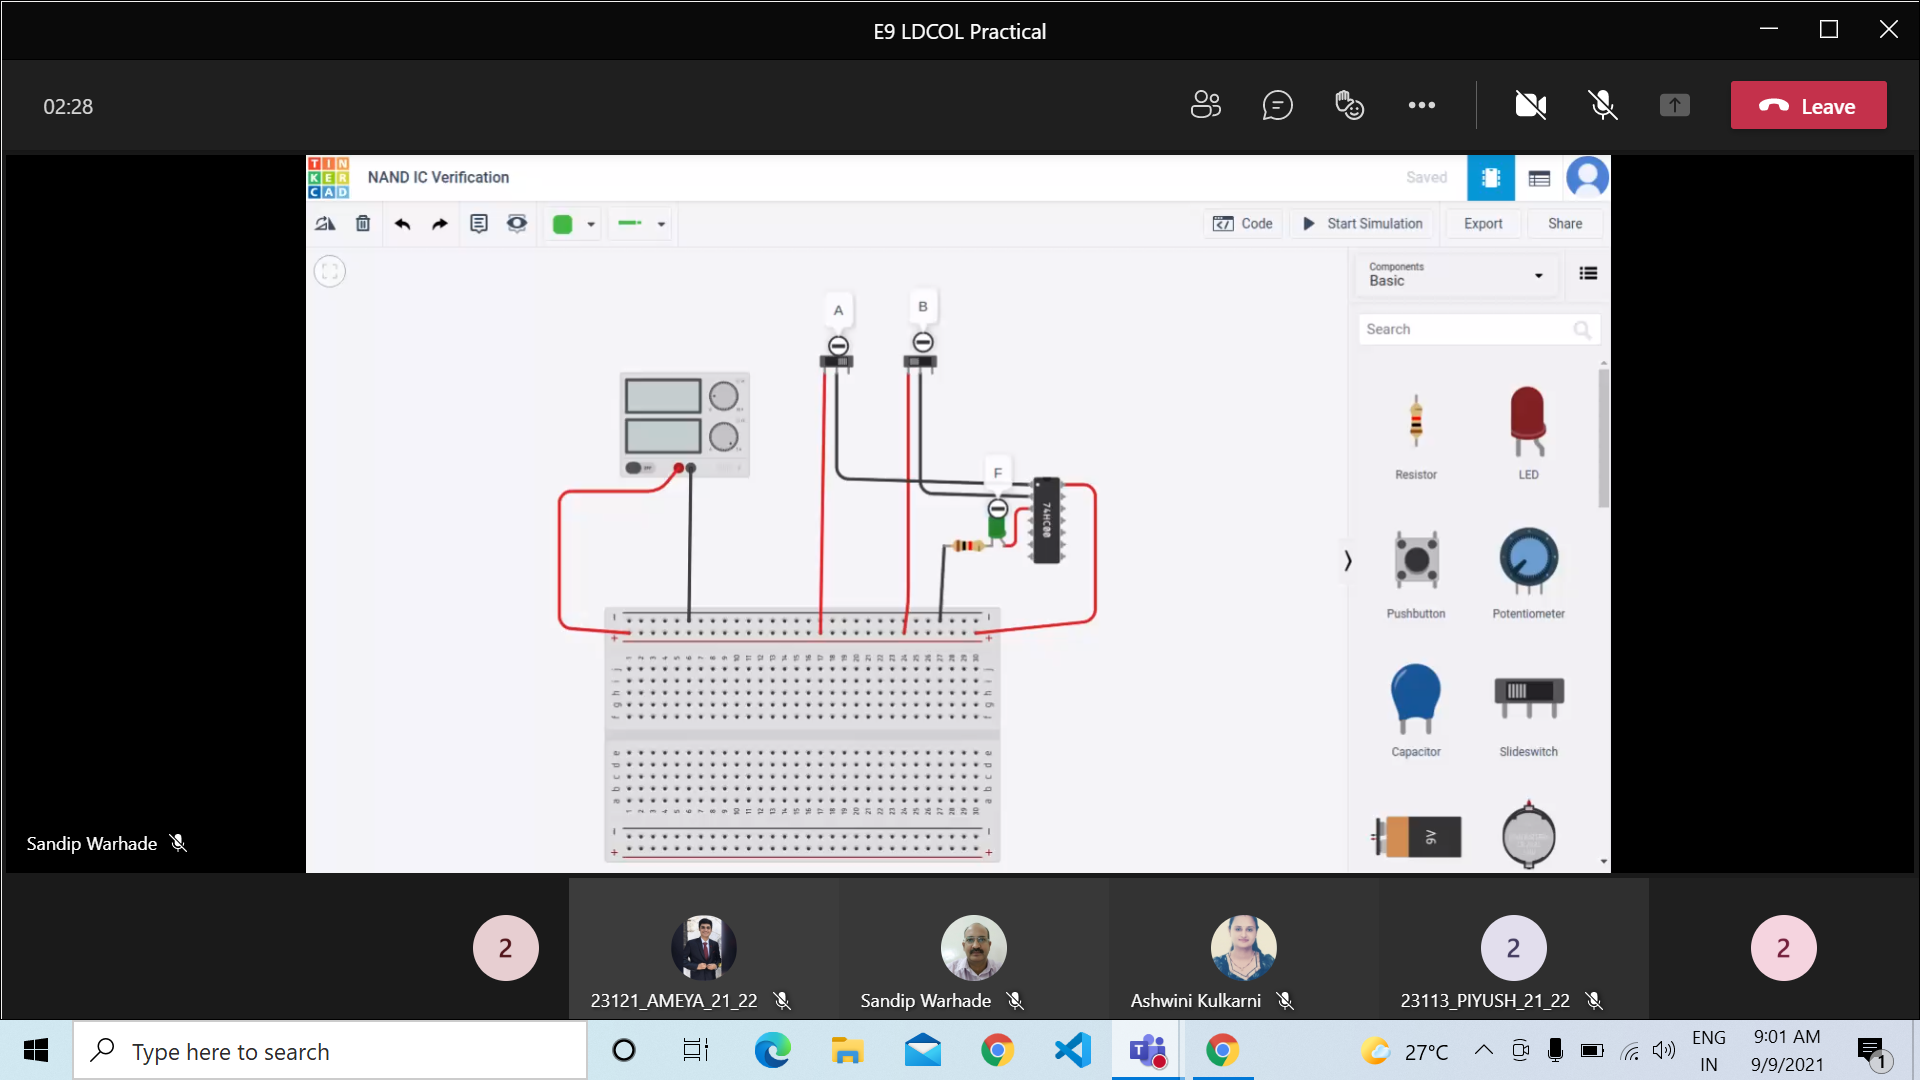 E9 LDCOL Practical
02:28
Leave
TIN
KER
CAD
NAND IC Verification
Saved
Code
Start Simulation
Export
Share
Components
Basic
Search
A
B
F
74HC00
Resistor
LED
Pushbutton
Potentiometer
Capacitor
Slideswitch
9V
Sandip Warhade
2
23121_AMEYA_21_22
Sandip Warhade
Ashwini Kulkarni
2
23113_PIYUSH_21_22
2
Type here to search
27°C
ENG
IN
9:01 AM
9/9/2021
1